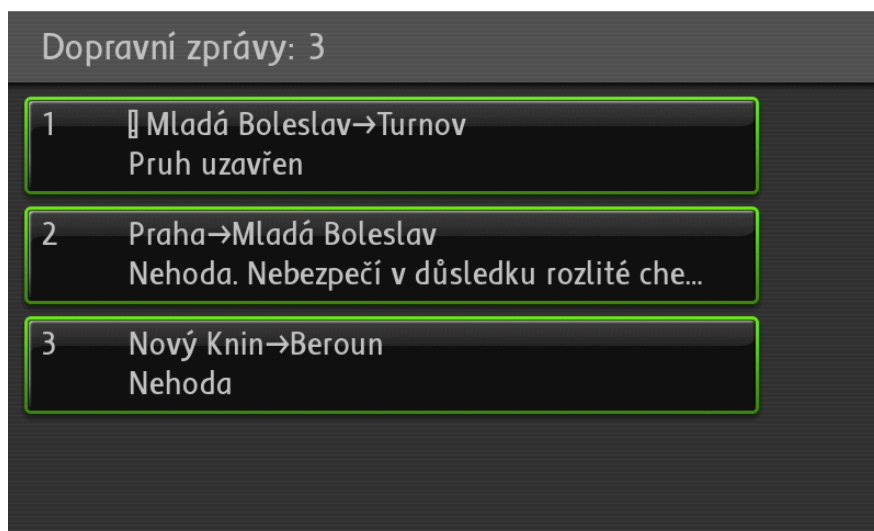 Dopravní zprávy: 3
1 Mladá Boleslav→Turnov
Pruh uzavřen
2 Praha→Mladá Boleslav
Nehoda. Nebezpečí v důsledku rozlité che...
3 Nový Knin→Beroun
Nehoda